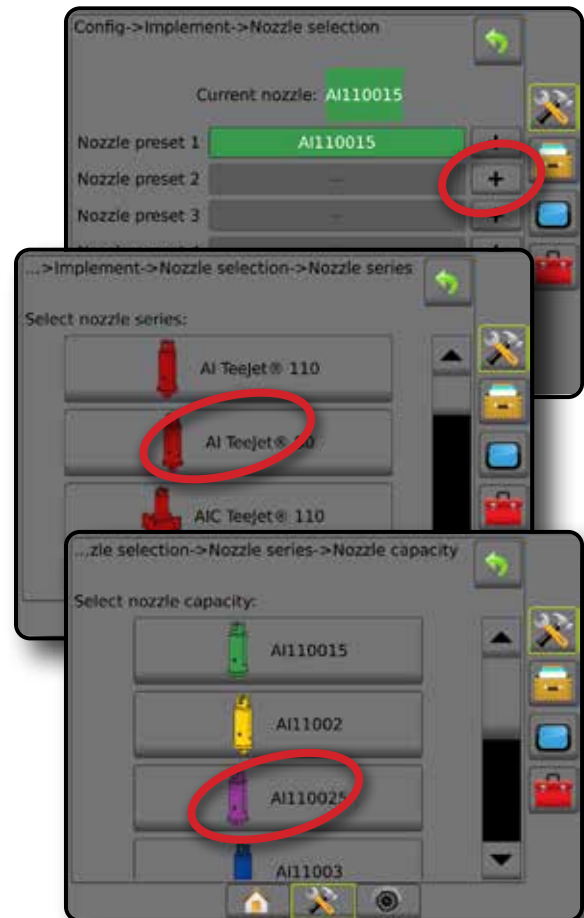 Config->Implement->Nozzle selection
Current nozzle: AI110015
Nozzle preset 1 AI110015 +
Nozzle preset 2 -- +
Nozzle preset 3 -- +
...>Implement->Nozzle selection->Nozzle series
Select nozzle series:
AI TeeJet® 110
AI TeeJet® 80
AIC TeeJet® 110
...zle selection->Nozzle series->Nozzle capacity
Select nozzle capacity:
AI110015
AI11002
AI110025
AI11003